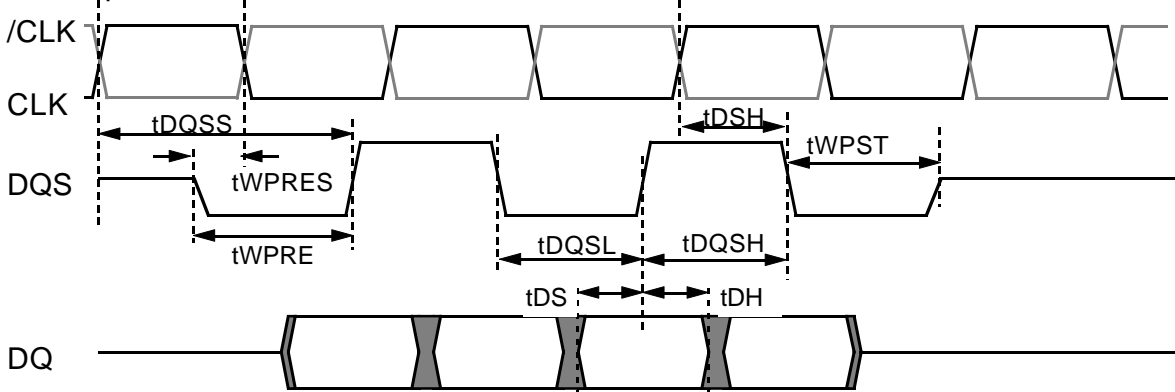 /CLK
CLK
tDQSS
tDSH
tWPST
DQS
tWPRES
tDQSL
tDQSH
tWPRE
tDS
tDH
DQ